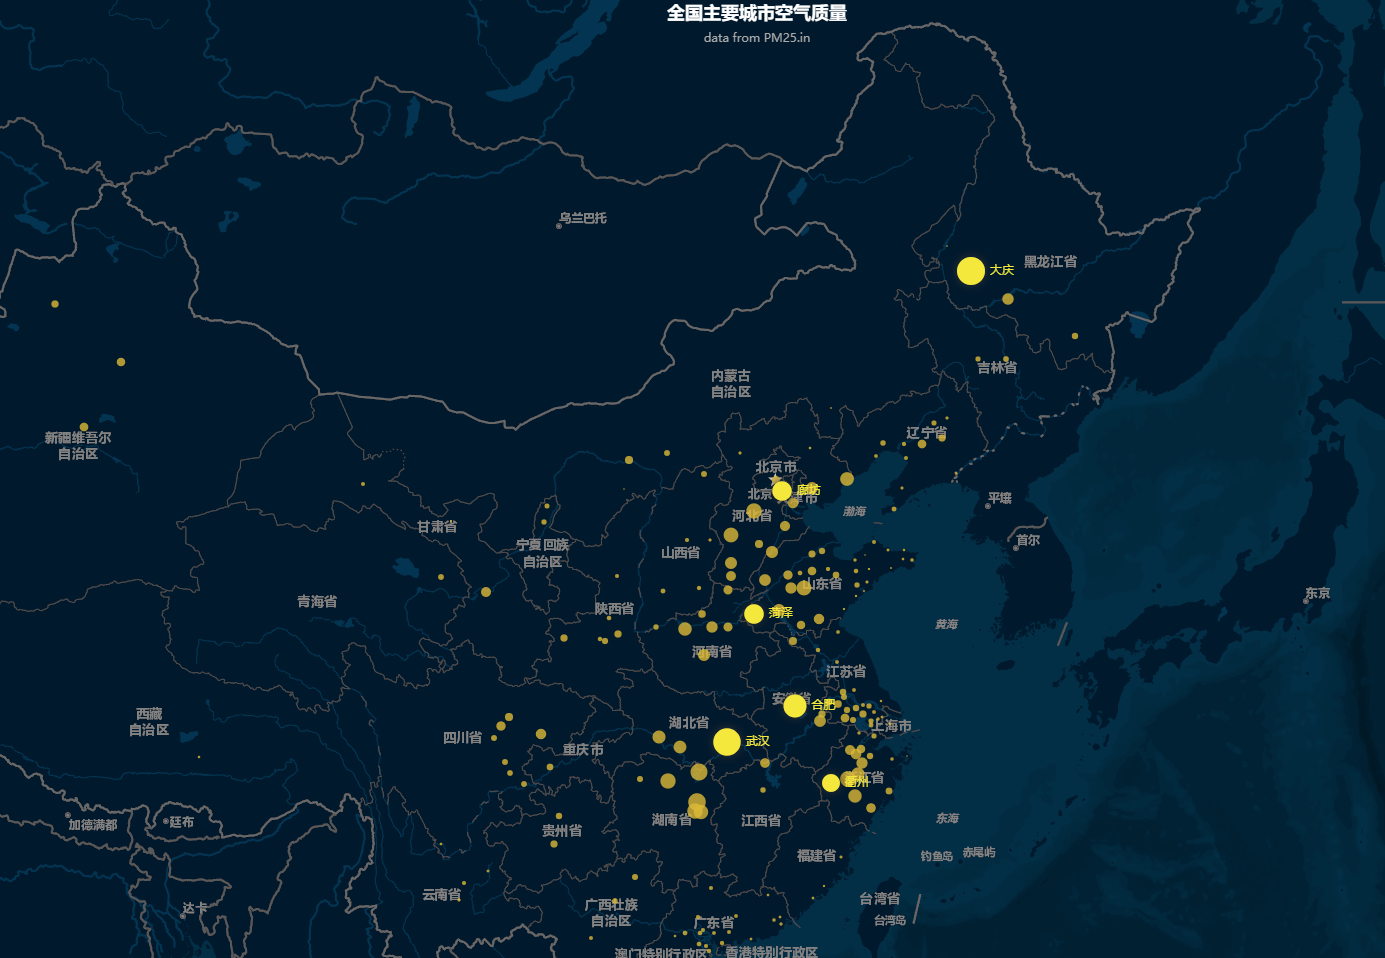 全国主要城市空气质量
data from PM25.in
乌兰巴托
大庆
黑龙江省
吉林省
内蒙古
自治区
新疆维吾尔
自治区
辽宁省
北京市
廊坊
北京
津市
平壤
河北省
渤海
甘肃省
宁夏回族
自治区
山西省
首尔
青海省
陕西省
山东省
东京
菏泽
黄海
河南省
江苏省
安徽省
合肥
西藏
自治区
湖北省
上海市
四川省
武汉
重庆市
衢州
江省
加德满都
廷布
湖南省
江西省
东海
贵州省
福建省
钓鱼岛
赤尾屿
云南省
台湾省
达卡
广西壮族
自治区
台湾岛
广东省
澳门特别行政区
香港特别行政区